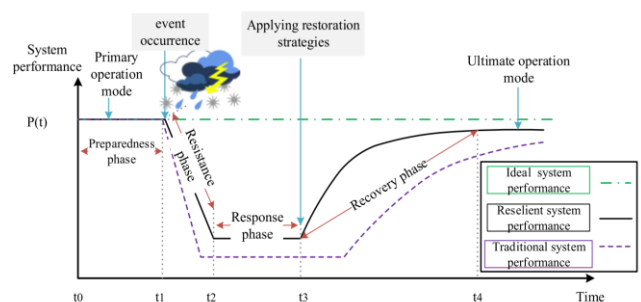 event
occurrence
Applying restoration
strategies
System
performance
Primary
operation
mode
Ultimate operation
mode
P(t)
Preparedness
phase
Resistance
phase
Response
phase
Recovery phase
Ideal system
performance
Reselient system
performance
Traditional system
performance
t0
t1
t2
t3
t4
Time